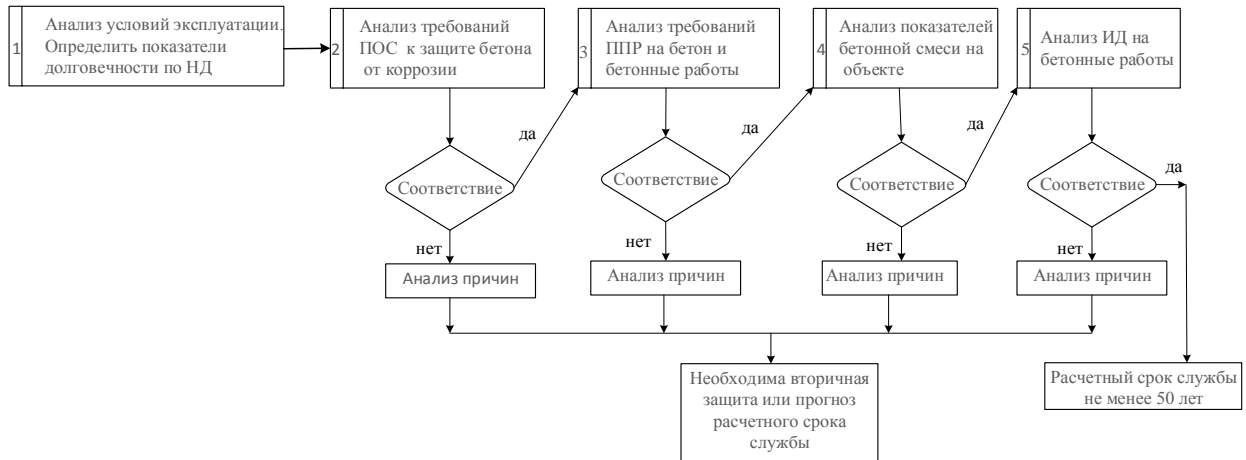 1
Анализ условий эксплуатации.
Определить показатели
долговечности по НД
2
Анализ требований
ПОС к защите бетона
от коррозии
3
Анализ требований
ППР на бетон и
бетонные работы
4
Анализ показателей
бетонной смеси на
объекте
5
Анализ ИД на
бетонные работы
да
да
да
да
Соответствие
Соответствие
Соответствие
Соответствие
нет
нет
нет
нет
Анализ причин
Анализ причин
Анализ причин
Анализ причин
Необходима вторичная
защита или прогноз
расчетного срока
службы
Расчетный срок службы
не менее 50 лет